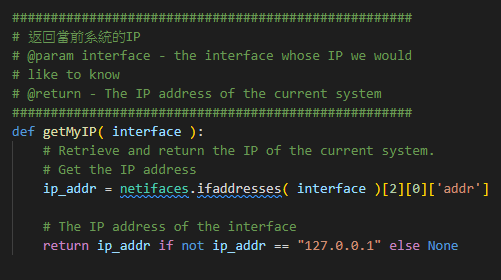 ##################################################
# 返回當前系統的IP
# @param interface - the interface whose IP we would
# like to know
# @return - The IP address of the current system
##################################################
def getMyIP( interface ):
    # Retrieve and return the IP of the current system.
    # Get the IP address
    ip_addr = netifaces.ifaddresses( interface )[2][0]['addr']
    # The IP address of the interface
    return ip_addr if not ip_addr == "127.0.0.1" else None